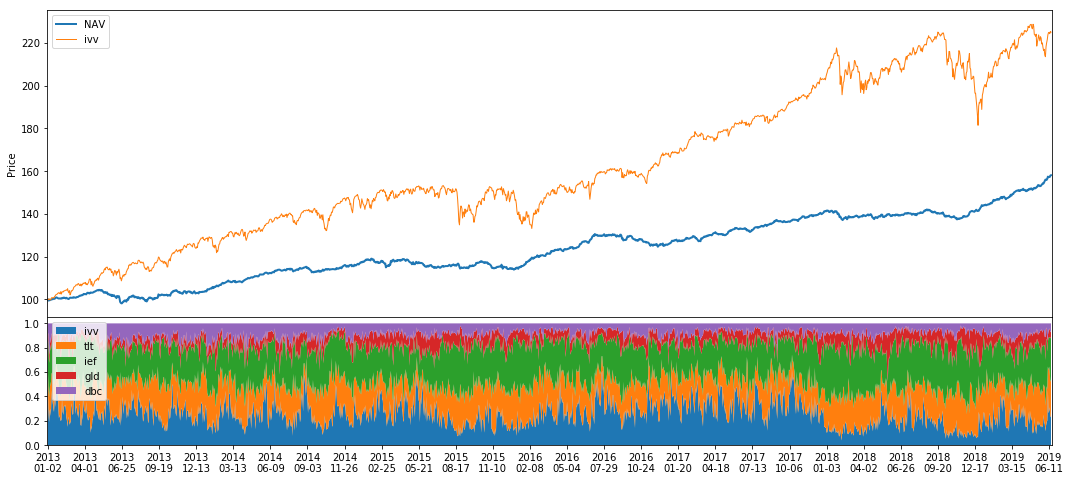 NAV
ivv
Price
220
200
180
160
140
120
100
ivv
tlt
ief
gld
dbc
1.0
0.8
0.6
0.4
0.2
0.0
2013 2013 2013 2013 2013 2014 2014 2014 2014 2015 2015 2015 2015 2016 2016 2016 2016 2017 2017 2017 2017 2018 2018 2018 2018 2018 2019 2019
01-02 04-01 06-25 09-19 12-13 03-13 06-09 09-03 11-26 02-25 05-21 08-17 11-10 02-08 05-04 07-29 10-24 01-20 04-18 07-13 10-06 01-03 04-02 06-26 09-20 12-17 03-15 06-11